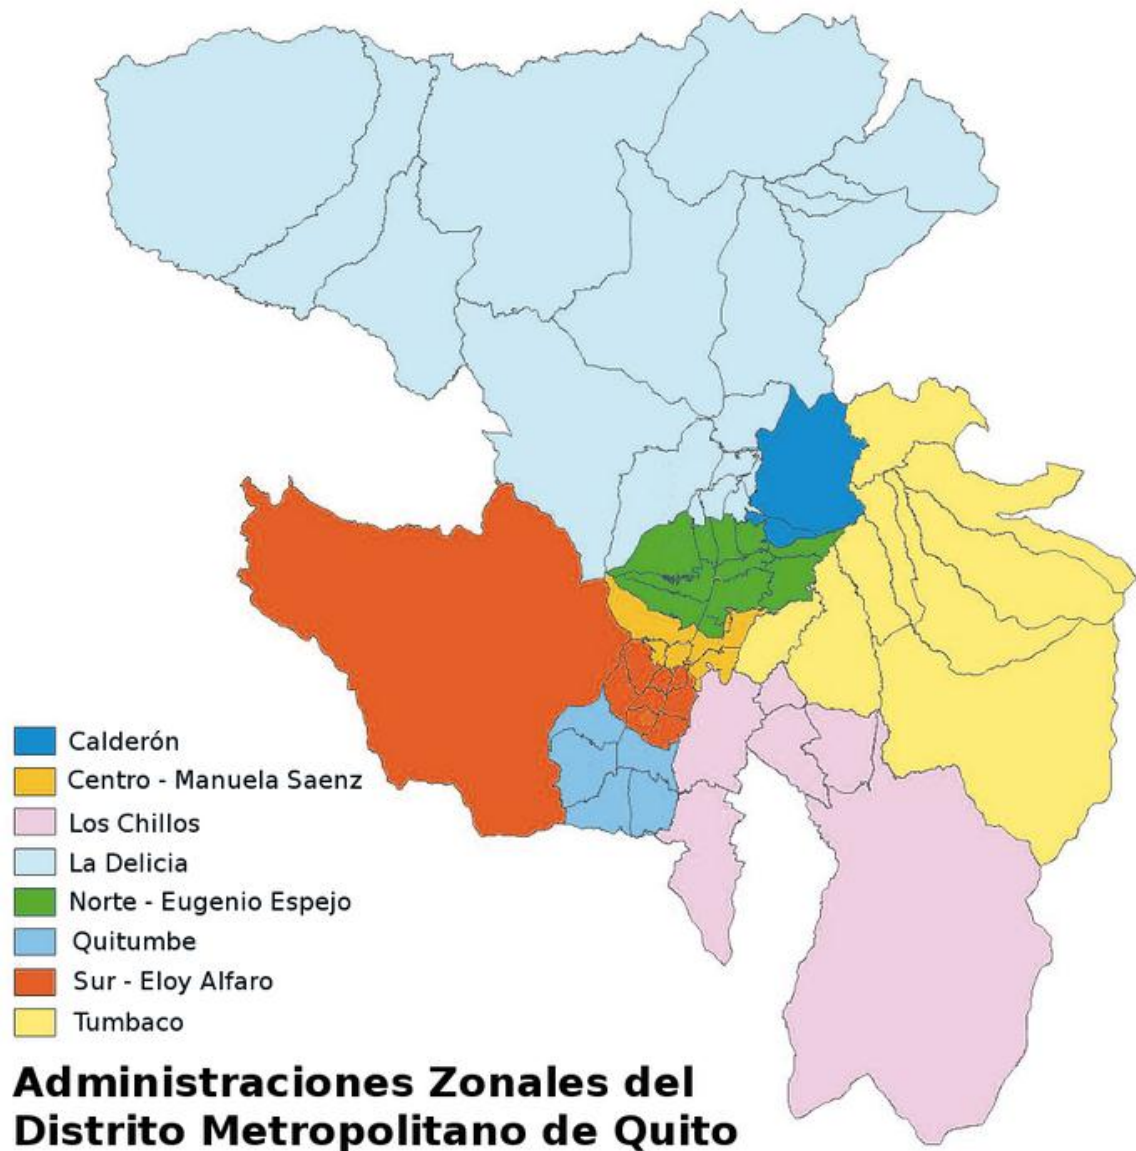 Calderón
Centro - Manuela Saenz
Los Chillos
La Delicia
Norte - Eugenio Espejo
Quitumbe
Sur - Eloy Alfaro
Tumbaco
Administraciones Zonales del
Distrito Metropolitano de Quito